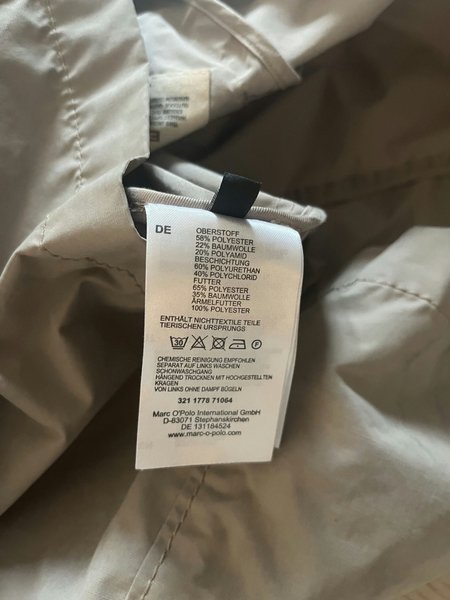 DE
OBERSTOFF
58% POLYESTER
22% BAUMWOLLE
20% POLYAMID
BESCHICHTUNG
60% POLYURETHAN
40% POLYCHLORID
FUTTER
65% POLYESTER
35% BAUMWOLLE
ÄRMELFUTTER
100% POLYESTER
ENTHÄLT NICHTTEXTILE TEILE
TIERISCHEN URSPRUNGS
30
F
CHEMISCHE REINIGUNG EMPFOHLEN
SEPARAT AUF LINKS WASCHEN
SCHONWASCHGANG
HÄNGEND TROCKNEN MIT HOCHGESTELLTEN
KRAGEN
VON LINKS OHNE DAMPF BÜGELN
321 1778 71064
Marc O'Polo International GmbH
D-83071 Stephanskirchen
DE 131184524
www.marc-o-polo.com